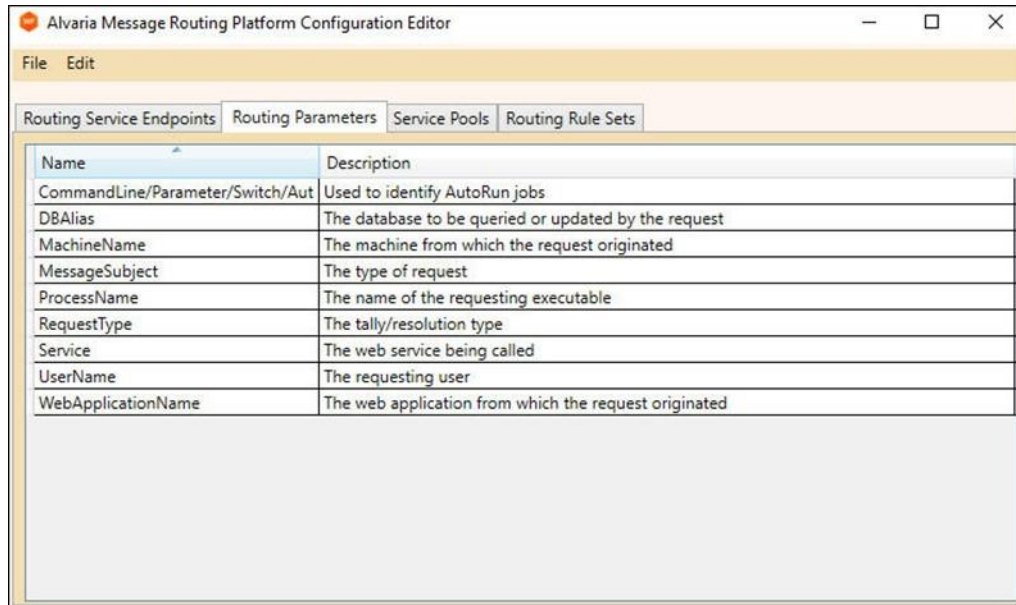 Alvaria Message Routing Platform Configuration Editor
File Edit
Routing Service Endpoints Routing Parameters Service Pools Routing Rule Sets
Name Description
CommandLine/Parameter/Switch/Aut Used to identify AutoRun jobs
DBAlias The database to be queried or updated by the request
MachineName The machine from which the request originated
MessageSubject The type of request
ProcessName The name of the requesting executable
RequestType The tally/resolution type
Service The web service being called
UserName The requesting user
WebApplicationName The web application from which the request originated